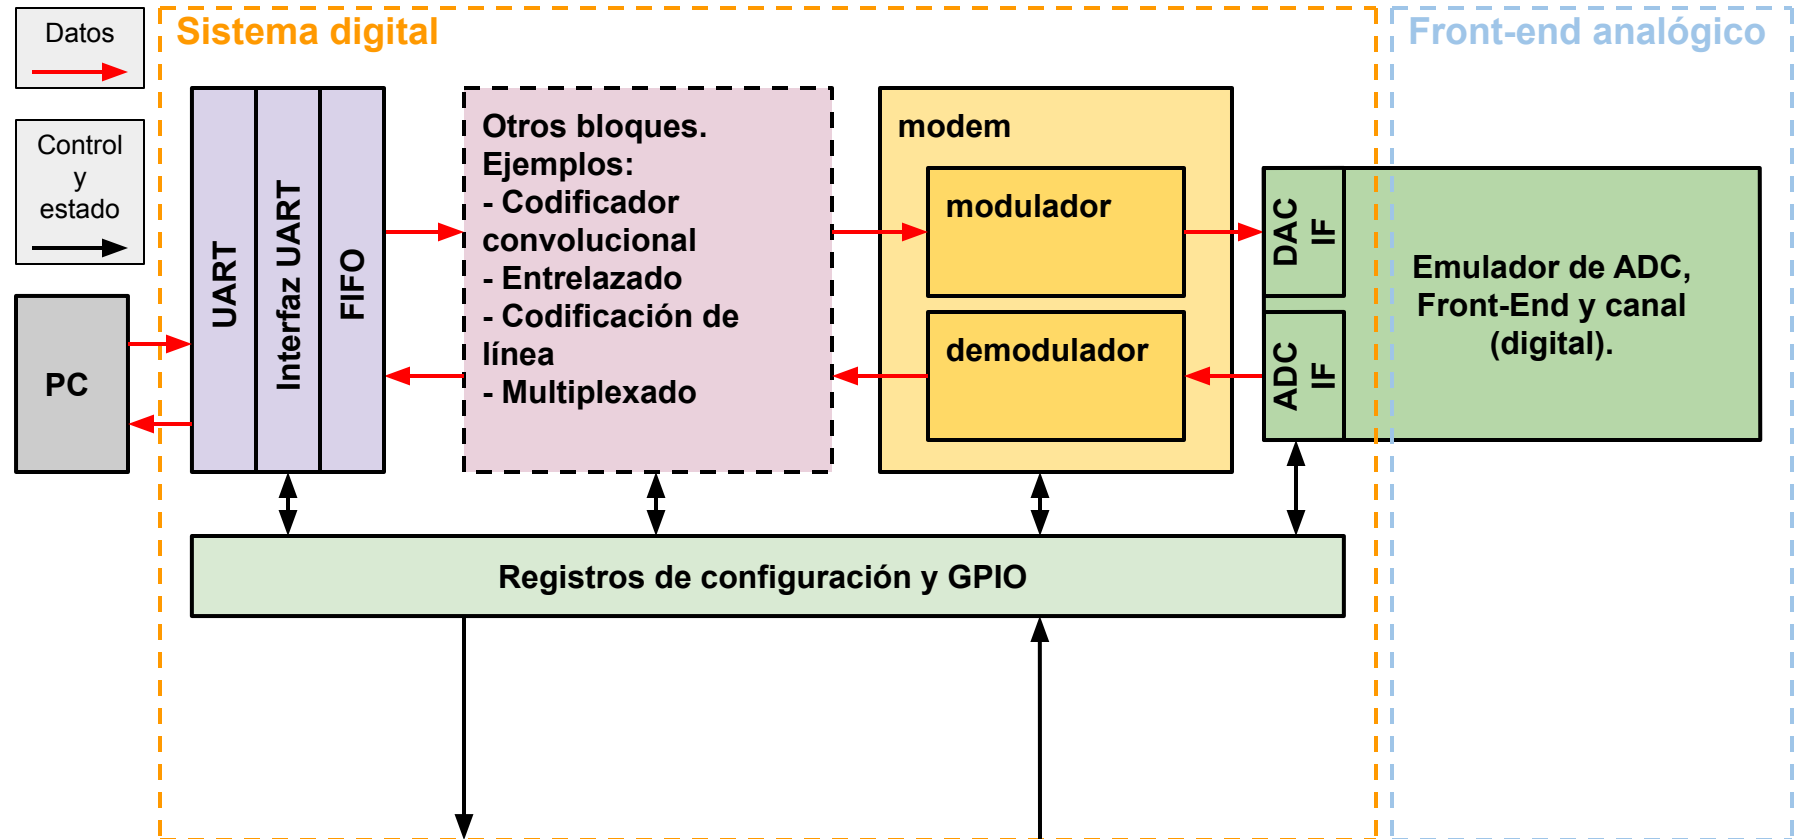 Datos
Control
y
estado
PC
Sistema digital
Front-end analógico
UART
Interfaz UART
FIFO
Otros bloques.
Ejemplos:
- Codificador
convolucional
- Entrelazado
- Codificación de
línea
- Multiplexado
modem
modulador
demodulador
DAC
IF
ADC
IF
Emulador de ADC,
Front-End y canal
(digital).
Registros de configuración y GPIO